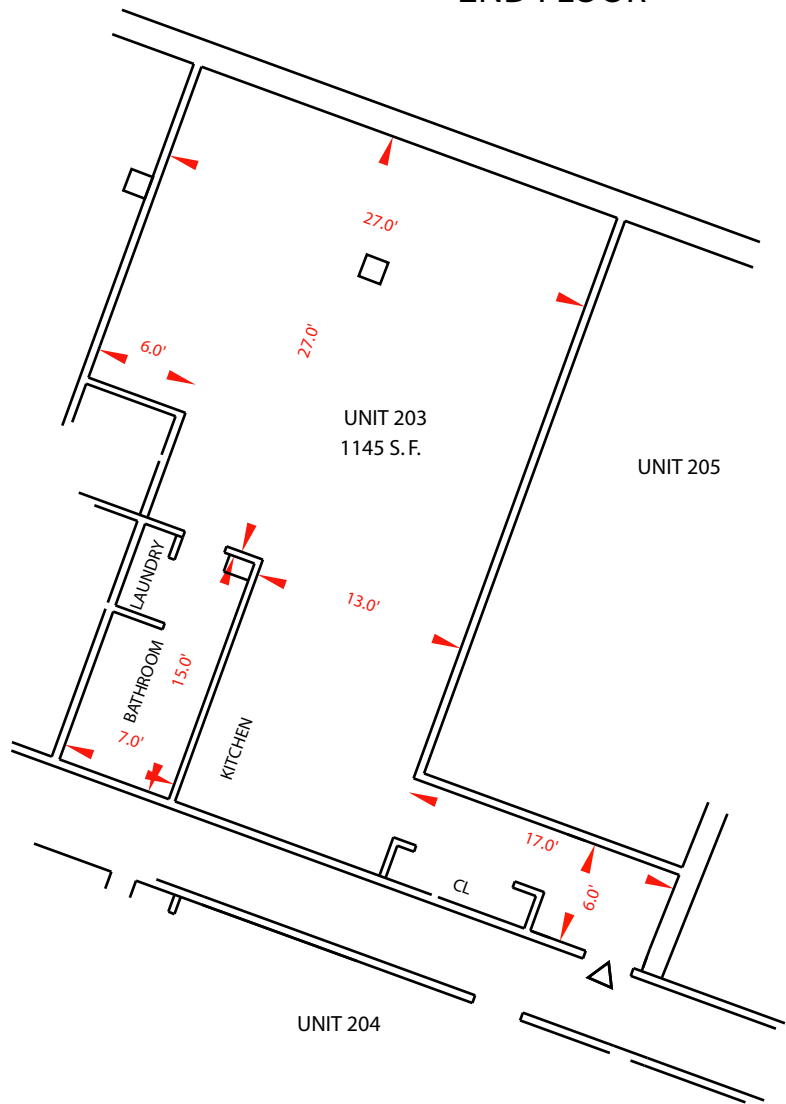 27.0'
27.0'
6.0'
UNIT 203
1145 S.F.
UNIT 205
LAUNDRY
13.0'
BATHROOM
15.0'
7.0'
KITCHEN
17.0'
CL
6.0'
UNIT 204